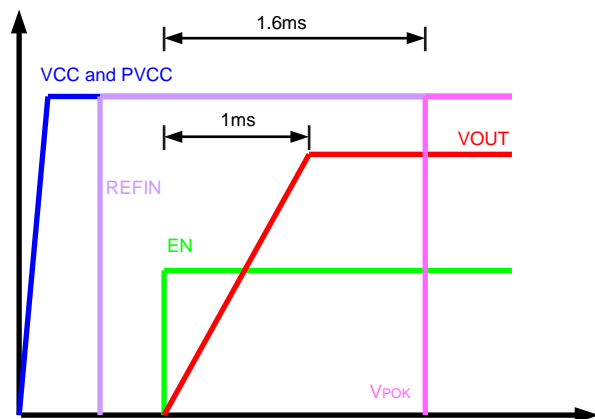 1.6ms
VCC and PVCC
1ms
VOUT
REFIN
EN
VPOK